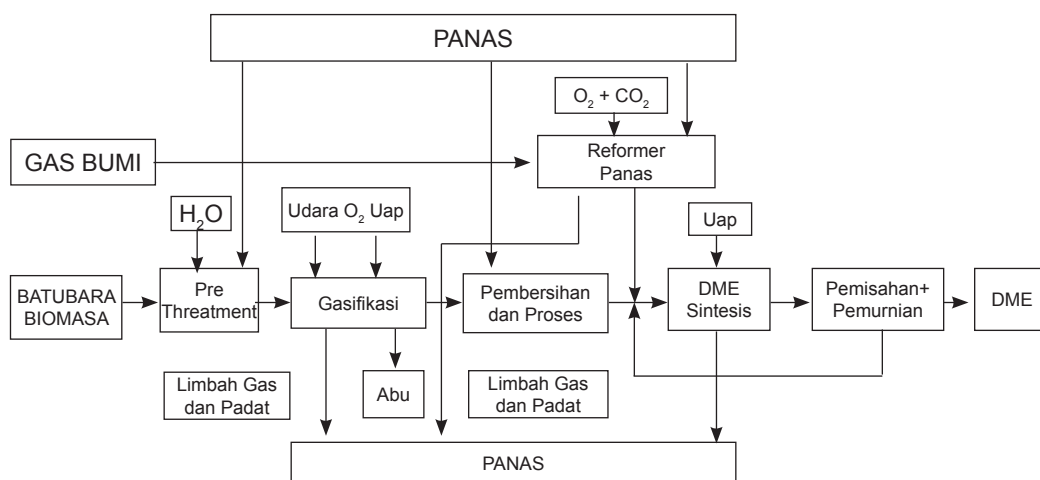 PANAS
O₂ + CO₂
GAS BUMI
Reformer
Panas
H₂O
Udara O₂ Uap
Uap
BATUBARA
BIOMASA
Pre
Threatment
Gasifikasi
Pembersihan
dan Proses
DME
Sintesis
Pemisahan+
Pemurnian
DME
Limbah Gas
dan Padat
Abu
Limbah Gas
dan Padat
PANAS